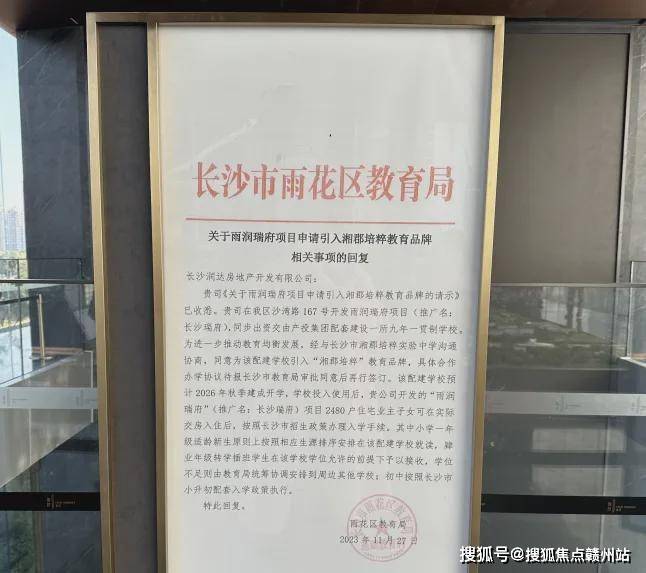 长沙市雨花区教育局
关于雨润瑞府项目申请引入湘郡培粹教育品牌
相关事项的回复
长沙润达房地产开发有限公司：
贵司《关于雨润瑞府项目申请引入湘郡培粹教育品牌的请示》
已收悉。贵司在我区沙湾路 167 号开发雨润瑞府项目（推广名：
长沙瑞府），同步出资交由产投集团配套建设一所九年一贯制学校。
为进一步推动教育均衡发展，经与长沙市湘郡培粹实验中学沟通
协商，同意为该配建学校引入“湘郡培粹”教育品牌，具体合作
办学协议待报长沙市教育局审批同意后再行签订。该配建学校预
计 2026 年秋季建成开学，学校投入使用后，贵公司开发的“雨润
瑞府”（推广名：长沙瑞府）项目 2480 户住宅业主子女可在实际
交房入住后，按照长沙市招生政策办理入学手续，其中小学一年
级适龄新生原则上按照相应生源排序安排在该配建学校就读，肄业
年级转学插班学生在该学校学位允许的前提下予以接收，学位
不足则由教育局统筹协调安排到周边其他学校；初中按照长沙市
小升初配套入学政策执行。
特此回复。
雨花区教育局
2023 年 11 月 27 日
搜狐号@搜狐焦点赣州站